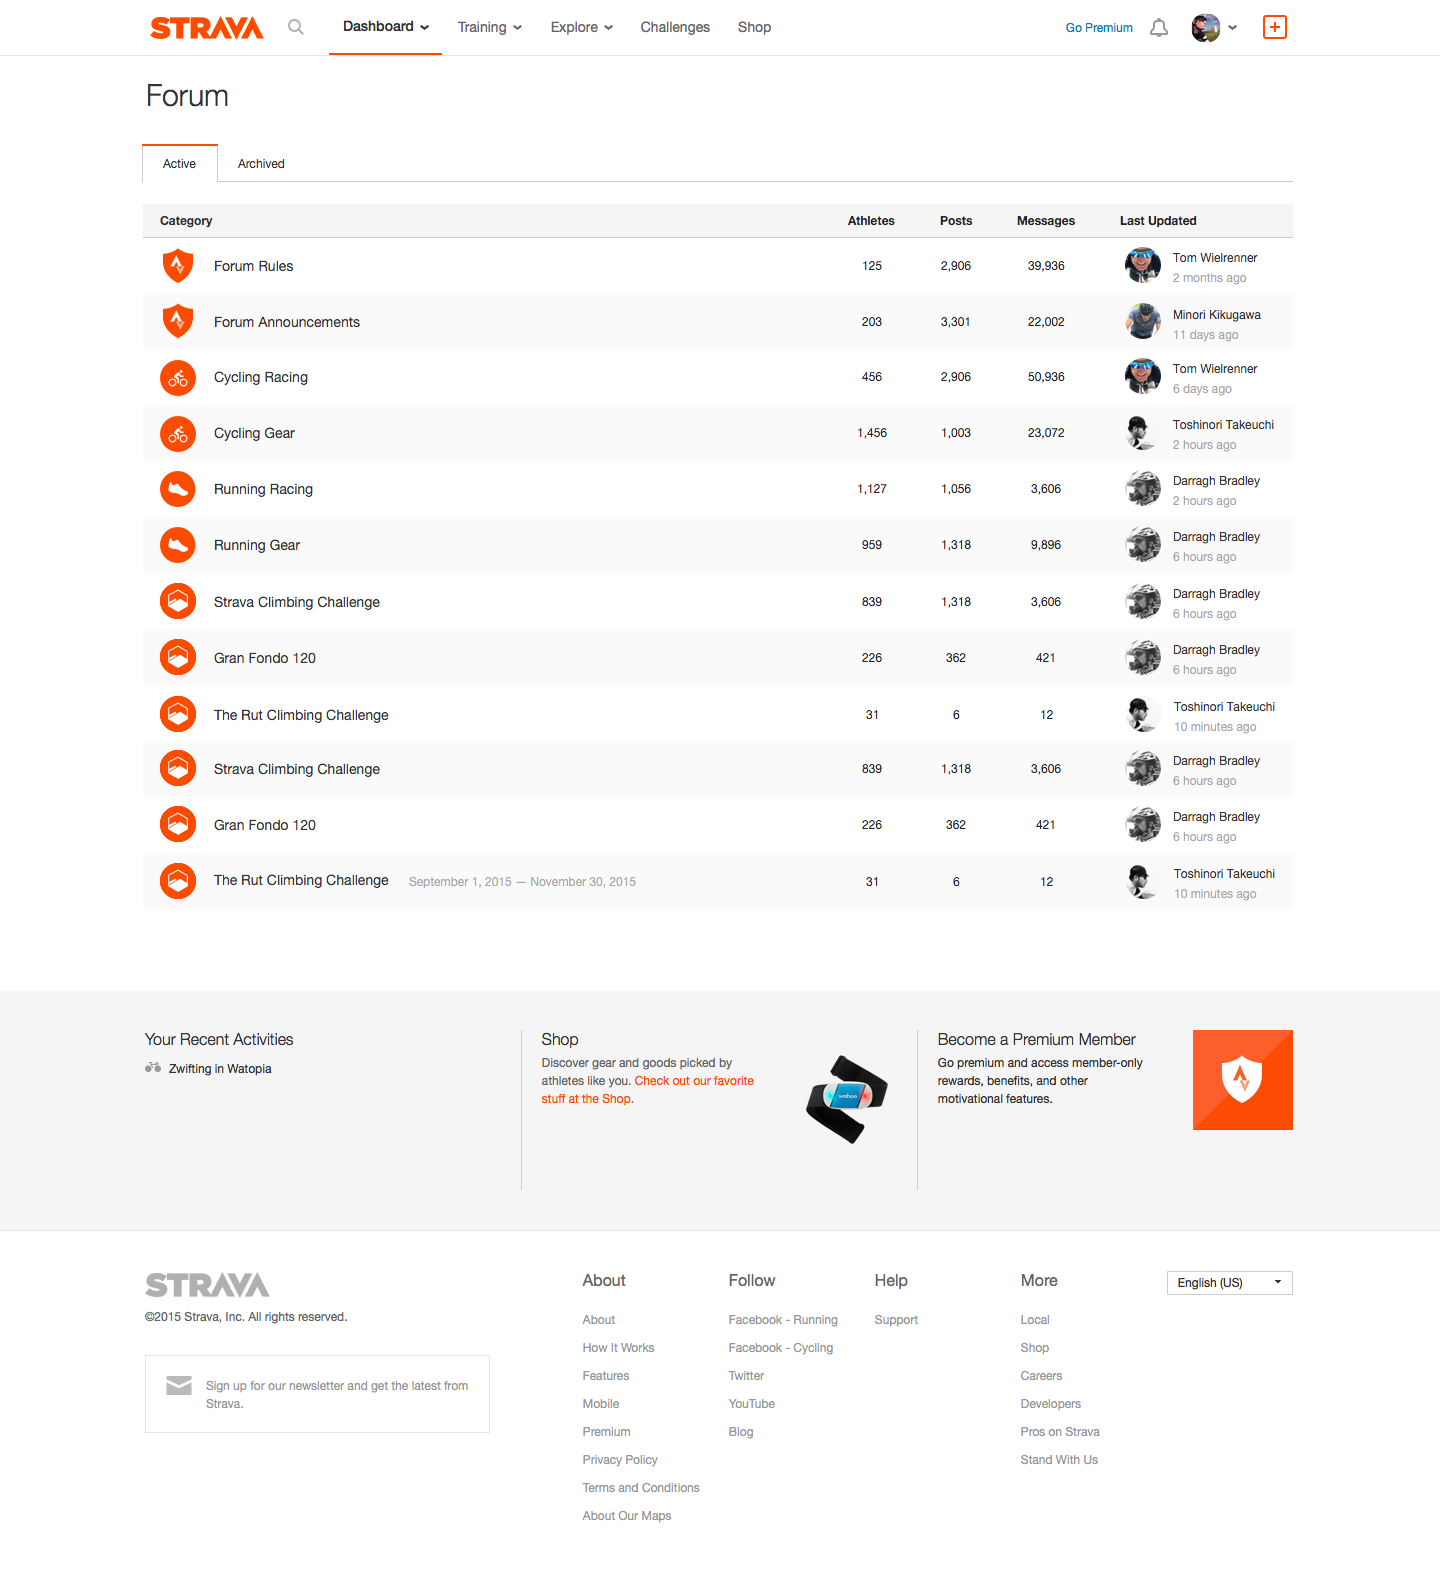 STRAVA Dashboard Training Explore Challenges Shop Go Premium
Forum
Active Archived
Category Athletes Posts Messages Last Updated
Forum Rules 125 2,906 39,936 Tom Wielrenner
2 months ago
Forum Announcements 203 3,301 22,002 Minori Kikugawa
11 days ago
Cycling Racing 456 2,906 50,936 Tom Wielrenner
6 days ago
Cycling Gear 1,456 1,003 23,072 Toshinori Takeuchi
2 hours ago
Running Racing 1,127 1,056 3,606 Darragh Bradley
2 hours ago
Running Gear 959 1,318 9,896 Darragh Bradley
6 hours ago
Strava Climbing Challenge 839 1,318 3,606 Darragh Bradley
6 hours ago
Gran Fondo 120 226 362 421 Darragh Bradley
6 hours ago
The Rut Climbing Challenge 31 6 12 Toshinori Takeuchi
10 minutes ago
Strava Climbing Challenge 839 1,318 3,606 Darragh Bradley
6 hours ago
Gran Fondo 120 226 362 421 Darragh Bradley
6 hours ago
The Rut Climbing Challenge September 1, 2015 — November 30, 2015 31 6 12 Toshinori Takeuchi
10 minutes ago
Your Recent Activities
Zwifting in Watopia
Shop
Discover gear and goods picked by
athletes like you. Check out our favorite
stuff at the Shop.
wahoo
Become a Premium Member
Go premium and access member-only
rewards, benefits, and other
motivational features.
STRAVA
©2015 Strava, Inc. All rights reserved.
Sign up for our newsletter and get the latest from
Strava.
About
About
How It Works
Features
Mobile
Premium
Privacy Policy
Terms and Conditions
About Our Maps
Follow
Facebook - Running
Facebook - Cycling
Twitter
YouTube
Blog
Help
Support
More
Local
Shop
Careers
Developers
Pros on Strava
Stand With Us
English (US)